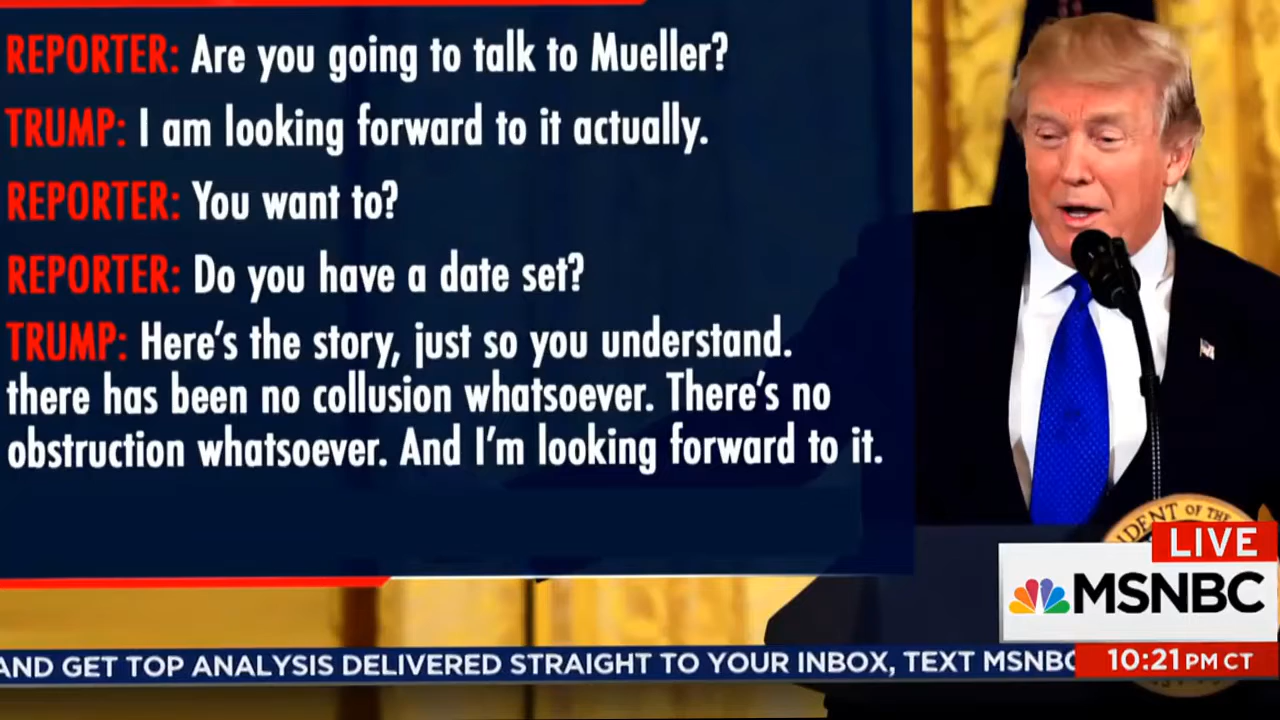 REPORTER: Are you going to talk to Mueller?
TRUMP: I am looking forward to it actually.
REPORTER: You want to?
REPORTER: Do you have a date set?
TRUMP: Here's the story, just so you understand.
there has been no collusion whatsoever. There's no
obstruction whatsoever. And I'm looking forward to it.
DENT OF THE
LIVE
MSNBC
AND GET TOP ANALYSIS DELIVERED STRAIGHT TO YOUR INBOX, TEXT MSNBC
10:21 PM CT